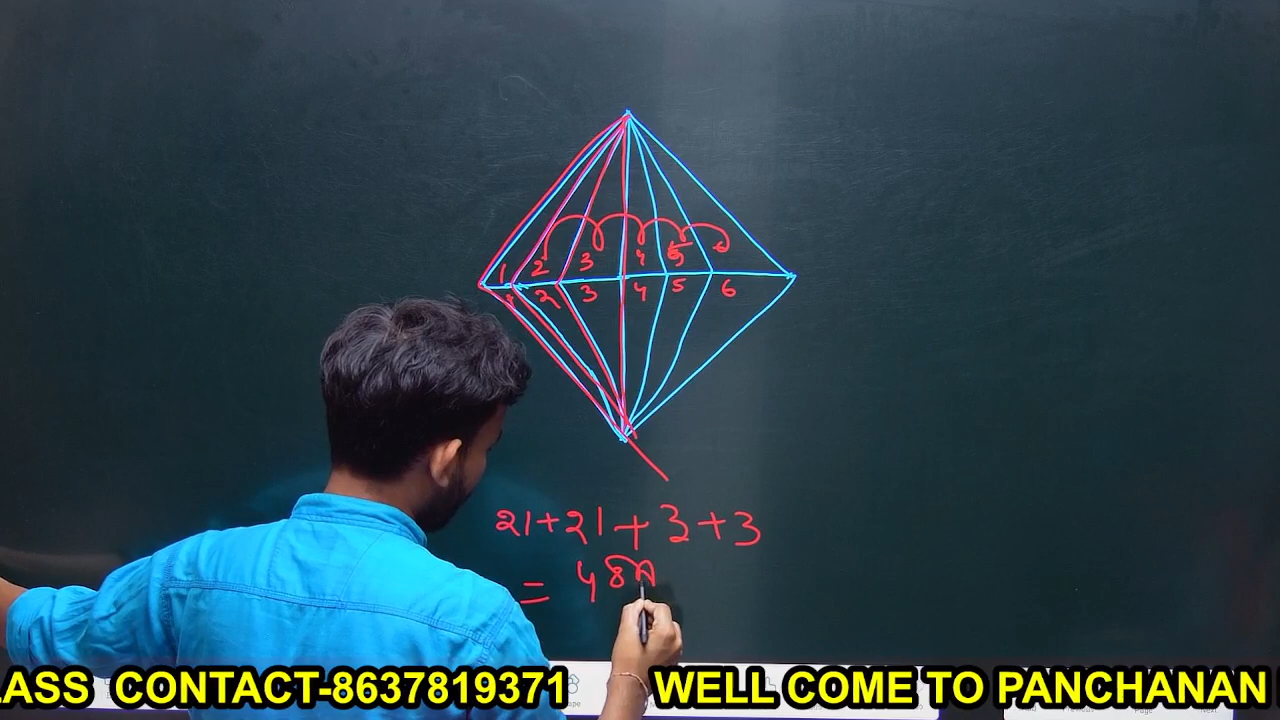 1 2 3 4 5
1 2 3 4 5 6
21+21+3+3
= 48
LASS CONTACT-8637819371 WELL COME TO PANCHANAN